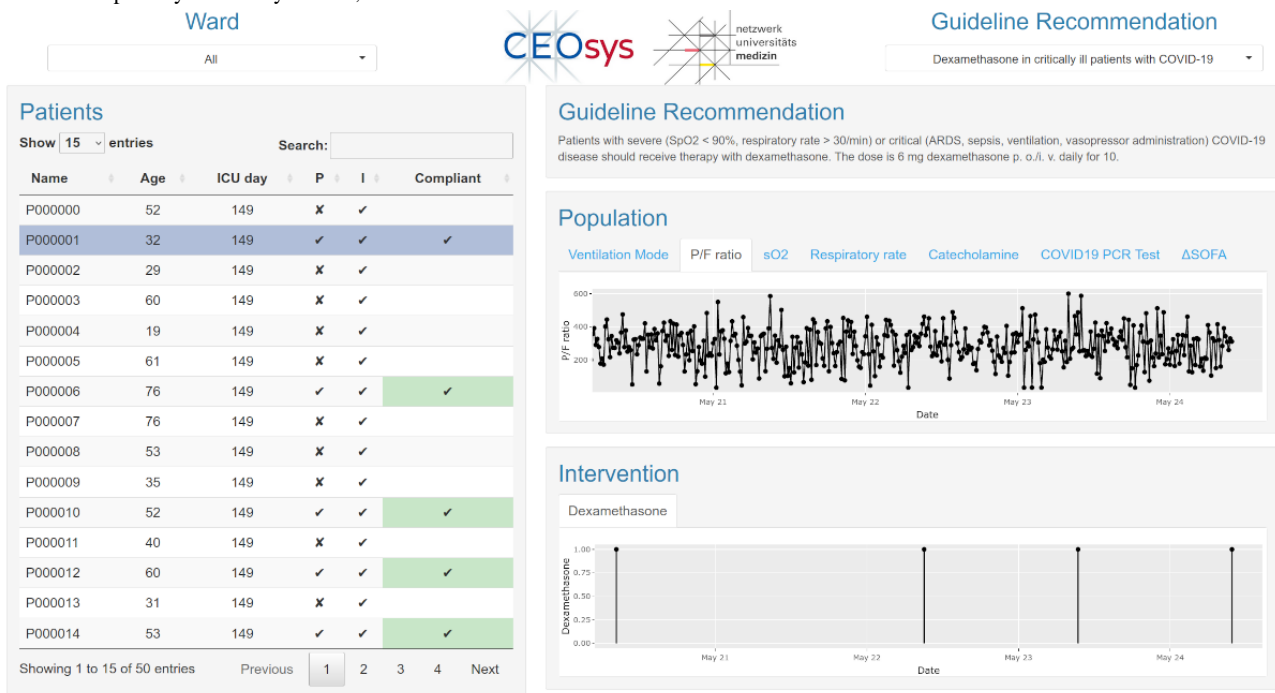 Ward
All
CEOsys
netzwerk
universitäts
medizin
Guideline Recommendation
Dexamethasone in critically ill patients with COVID-19
Patients
Show 15 entries
Search:
Name Age ICU day P I Compliant
P000000 52 149 ✘ ✔
P000001 32 149 ✔ ✔ ✔
P000002 29 149 ✘ ✔
P000003 60 149 ✘ ✔
P000004 19 149 ✘ ✔
P000005 61 149 ✘ ✔
P000006 76 149 ✔ ✔ ✔
P000007 76 149 ✘ ✔
P000008 53 149 ✘ ✔
P000009 35 149 ✘ ✔
P000010 52 149 ✔ ✔ ✔
P000011 40 149 ✘ ✔
P000012 60 149 ✔ ✔ ✔
P000013 31 149 ✘ ✔
P000014 53 149 ✔ ✔ ✔
Showing 1 to 15 of 50 entries Previous 1 2 3 4 Next
Guideline Recommendation
Patients with severe (SpO2 < 90%, respiratory rate > 30/min) or critical (ARDS, sepsis, ventilation, vasopressor administration) COVID-19
disease should receive therapy with dexamethasone. The dose is 6 mg dexamethasone p. o./i. v. daily for 10.
Population
Ventilation Mode P/F ratio sO2 Respiratory rate Catecholamine COVID19 PCR Test ΔSOFA
600
400
200
P/F ratio
May 21 May 22 May 23 May 24
Date
Intervention
Dexamethasone
1.00
0.75
0.50
0.25
0.00
Dexamethasone
May 21 May 22 May 23 May 24
Date